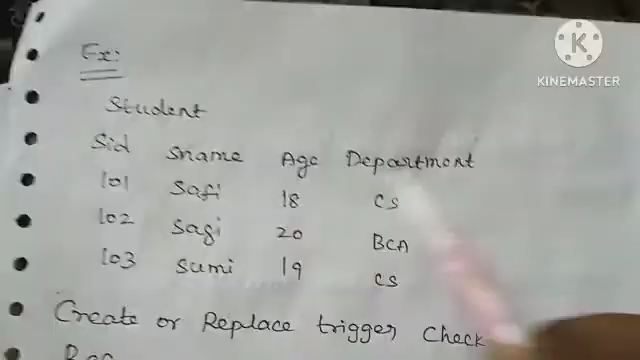 KINEMASTER
Ex:
Student
Sid Sname Age Department
101 Safi 18 CS
102 Sagi 20 BCA
103 Sumi 19 CS
Create or Replace trigger Check